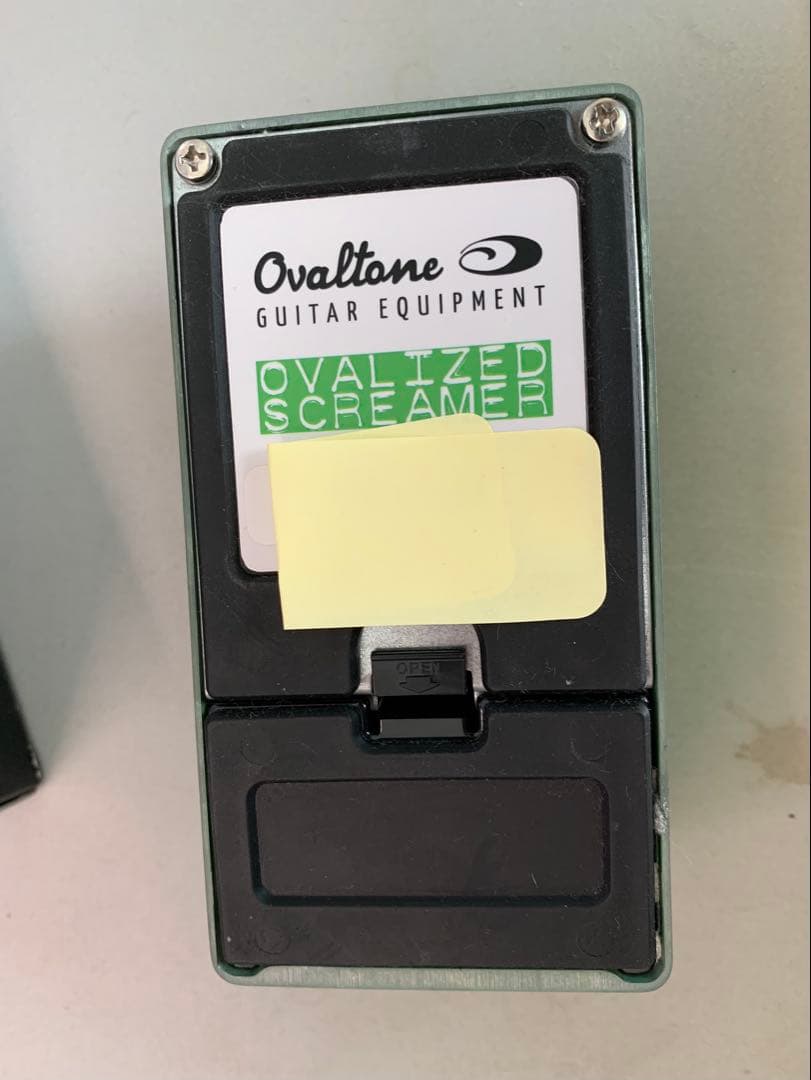 Ovaltone
GUITAR EQUIPMENT
OVALIZED
SCREAMER
OPEN